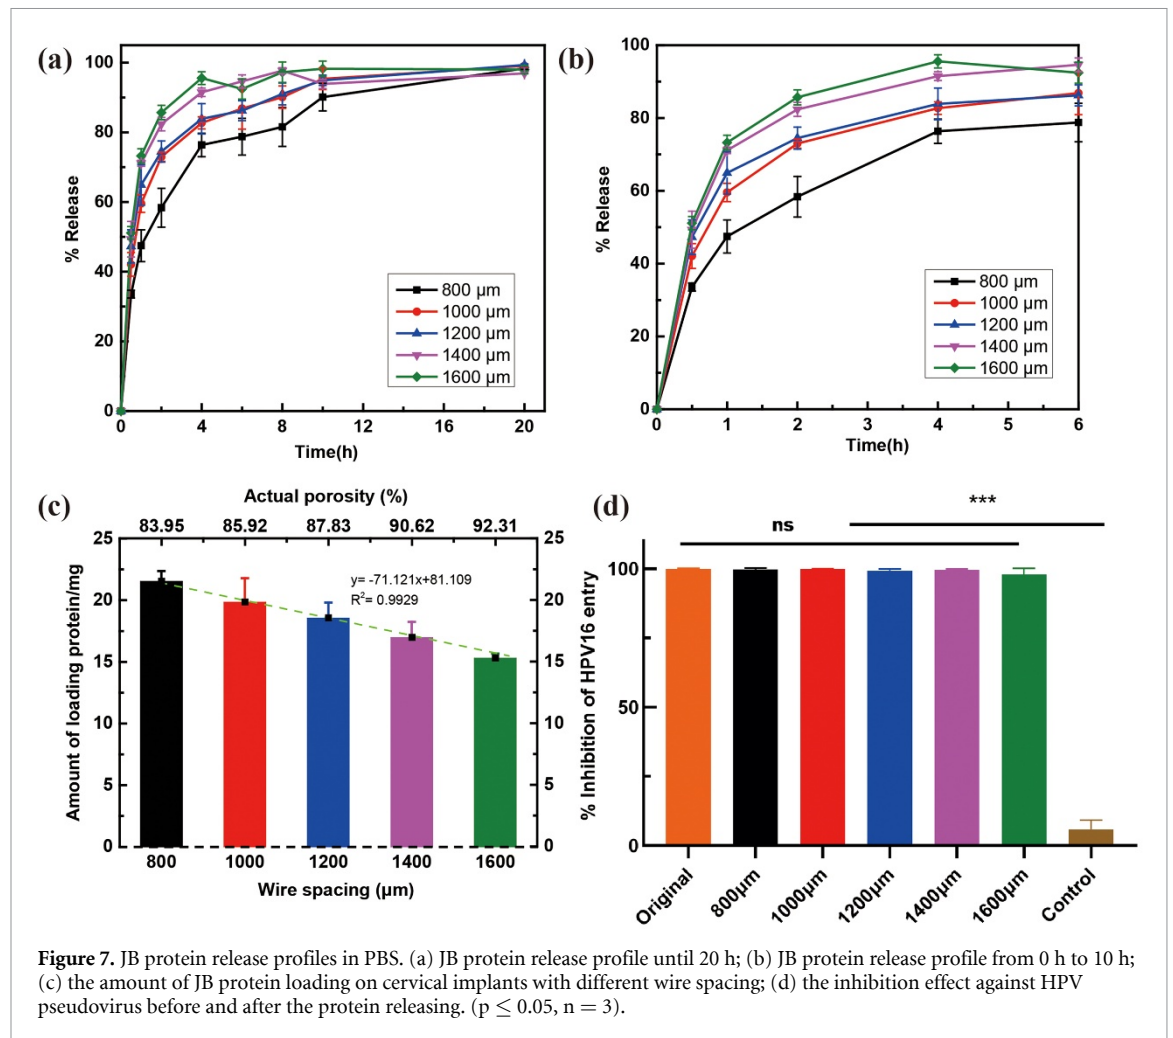 (a)
100
80
60
40
20
0
% Release
800 μm
1000 μm
1200 μm
1400 μm
1600 μm
0 4 8 12 16 20
Time(h)
(b)
100
80
60
40
20
0
% Release
800 μm
1000 μm
1200 μm
1400 μm
1600 μm
0 1 2 3 4 5 6
Time(h)
(c)
Actual porosity (%)
83.95 85.92 87.83 90.62 92.31
25
20
15
10
5
0
Amount of loading protein/mg
25
20
15
10
5
0
y= -71.121x+81.109
R²= 0.9929
800 1000 1200 1400 1600
Wire spacing (μm)
(d)
***
ns
100
50
0
% Inhibition of HPV16 entry
Original 800μm 1000μm 1200μm 1400μm 1600μm Control
Figure 7. JB protein release profiles in PBS. (a) JB protein release profile until 20 h; (b) JB protein release profile from 0 h to 10 h;
(c) the amount of JB protein loading on cervical implants with different wire spacing; (d) the inhibition effect against HPV
pseudovirus before and after the protein releasing. (p ≤ 0.05, n = 3).